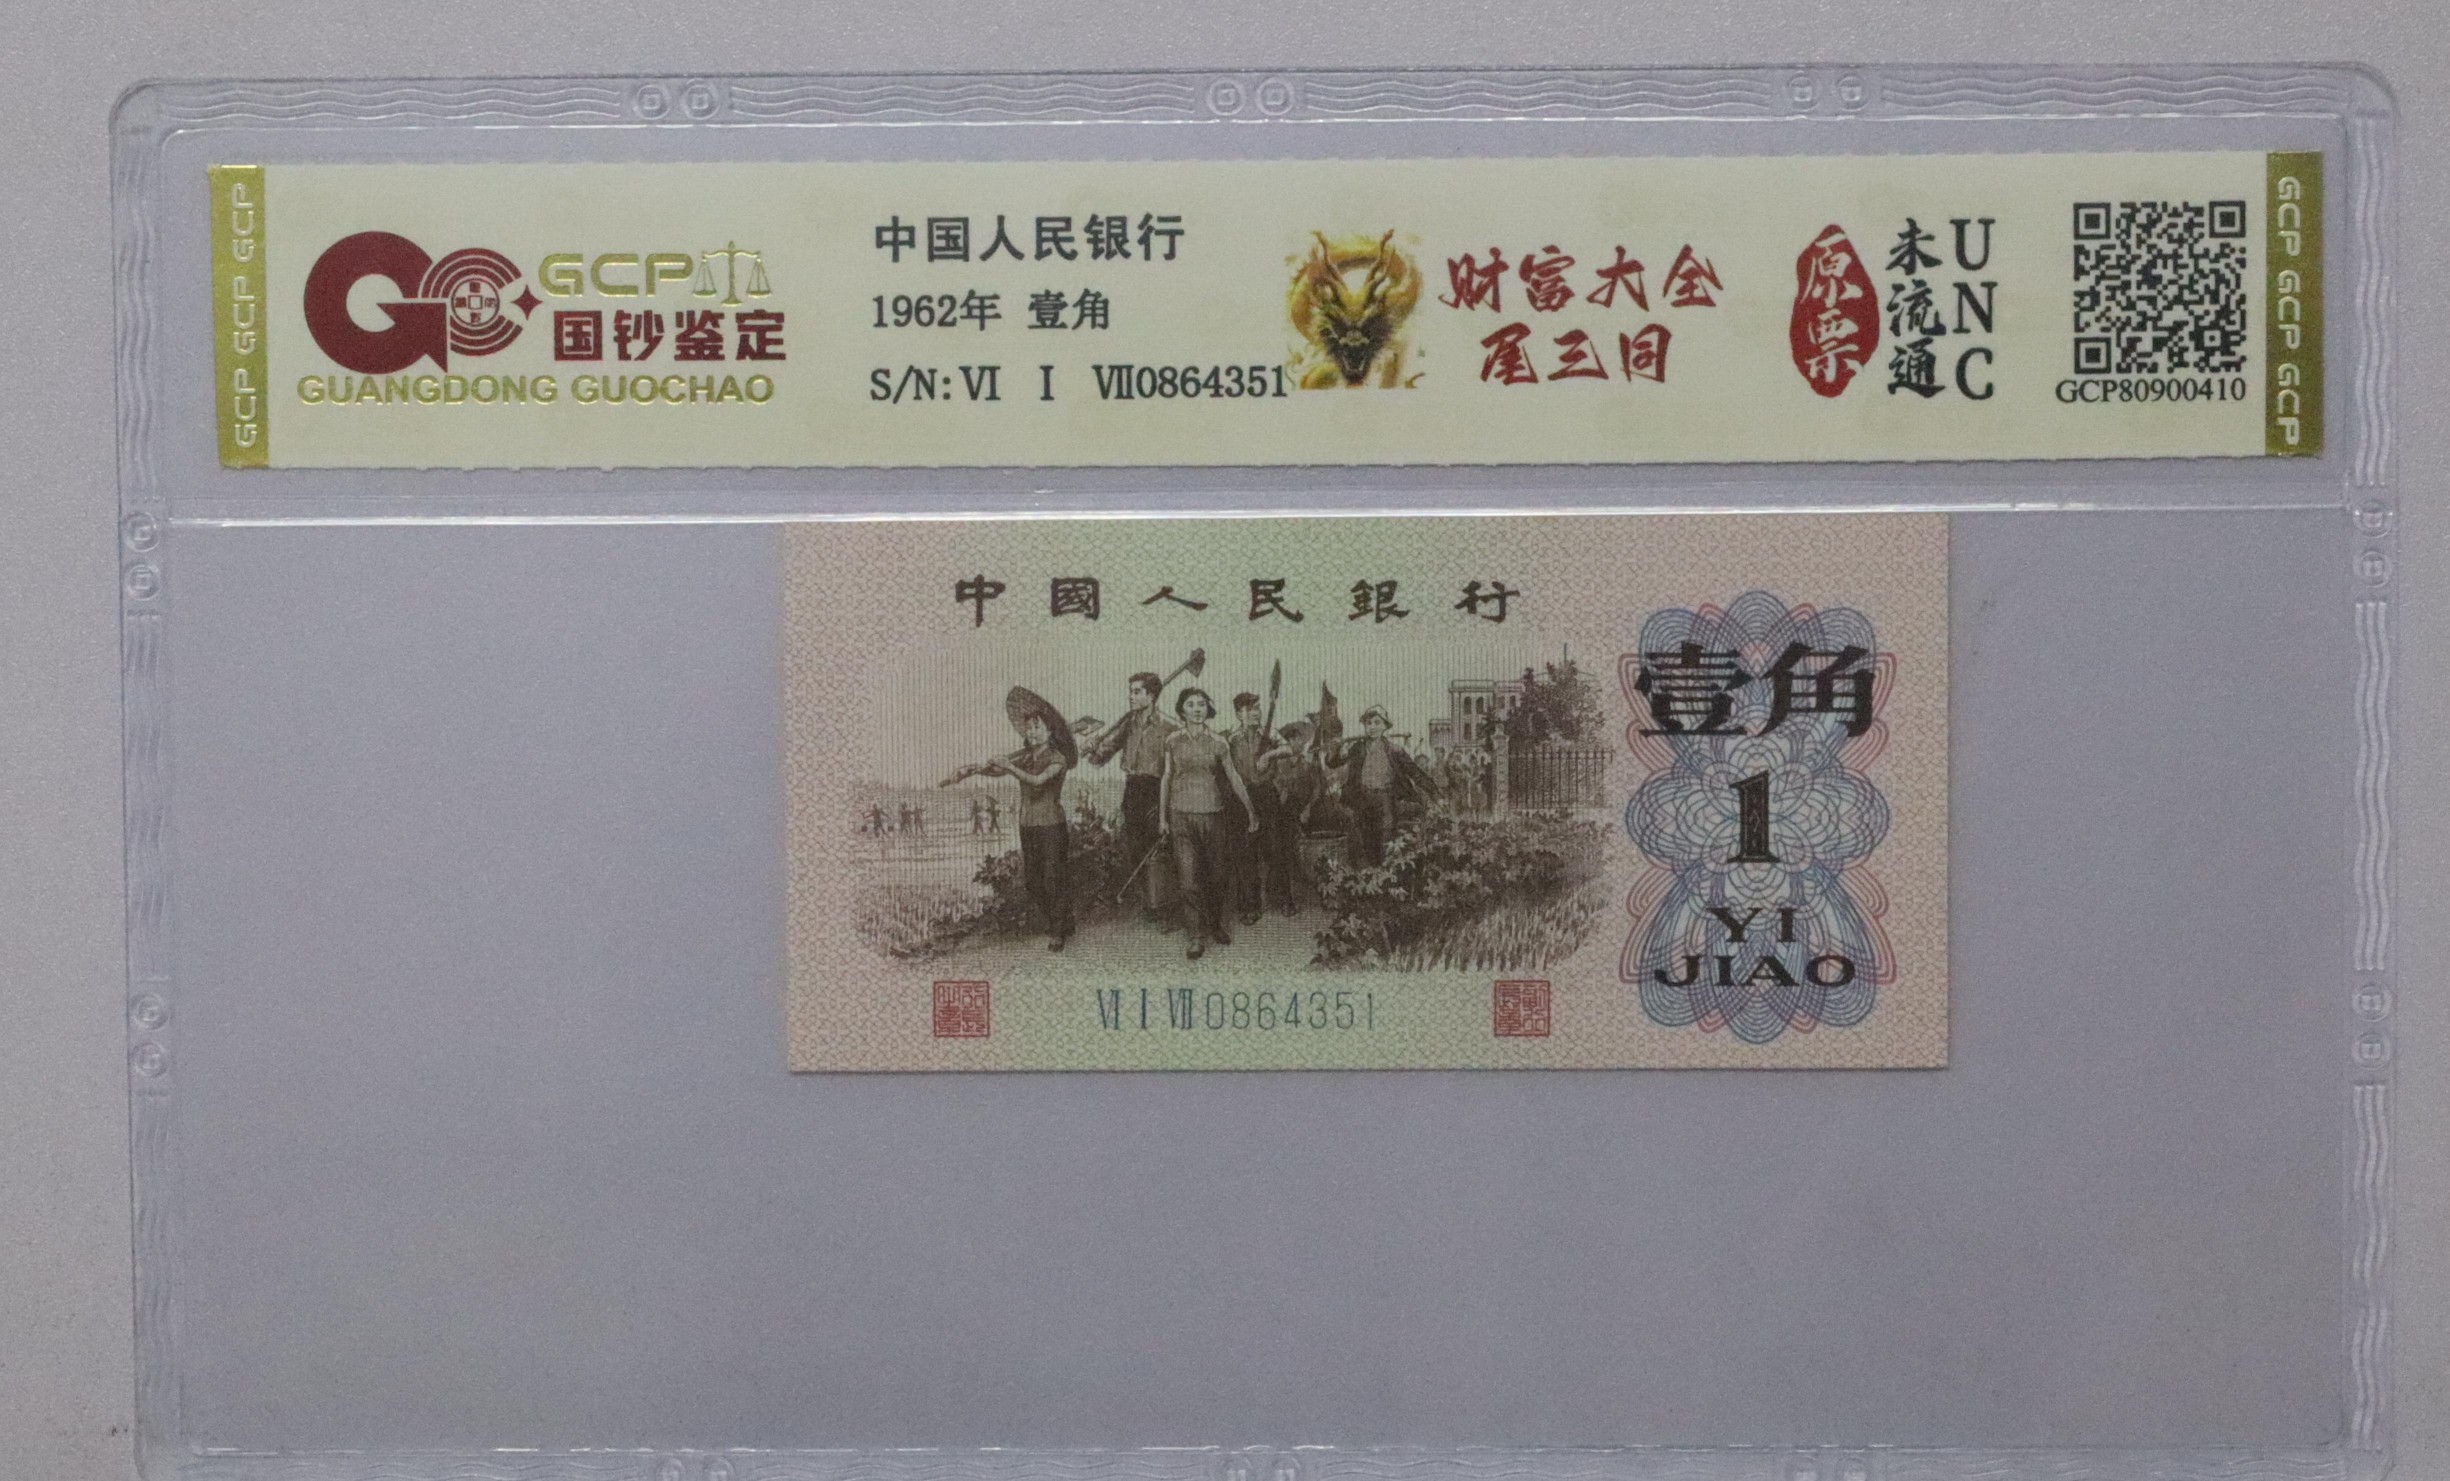 GCP GCP GCP
GCP
国钞鉴定
GUANGDONG GUOCHAO
中国人民银行
1962年 壹角
S/N: Ⅵ Ⅰ Ⅶ0864351
财富大全
尾三同
原票
未流通
UNC
GCP80900410
GCP GCP GCP
中國人民銀行
壹角
1
YI
JIAO
Ⅵ Ⅰ Ⅶ 0864351